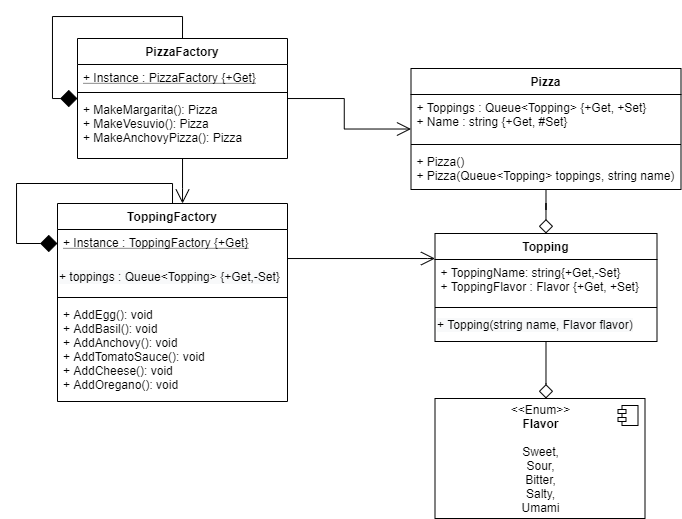 PizzaFactory
+ Instance : PizzaFactory {+Get}
+ MakeMargarita(): Pizza
+ MakeVesuvio(): Pizza
+ MakeAnchovyPizza(): Pizza
Pizza
+ Toppings : Queue<Topping> {+Get, +Set}
+ Name : string {+Get, #Set}
+ Pizza()
+ Pizza(Queue<Topping> toppings, string name)
ToppingFactory
+ Instance : ToppingFactory {+Get}
+ toppings : Queue<Topping> {+Get,-Set}
+ AddEgg(): void
+ AddBasil(): void
+ AddAnchovy(): void
+ AddTomatoSauce(): void
+ AddCheese(): void
+ AddOregano(): void
Topping
+ ToppingName: string{+Get,-Set}
+ ToppingFlavor : Flavor {+Get, +Set}
+ Topping(string name, Flavor flavor)
<<Enum>>
Flavor
Sweet,
Sour,
Bitter,
Salty,
Umami